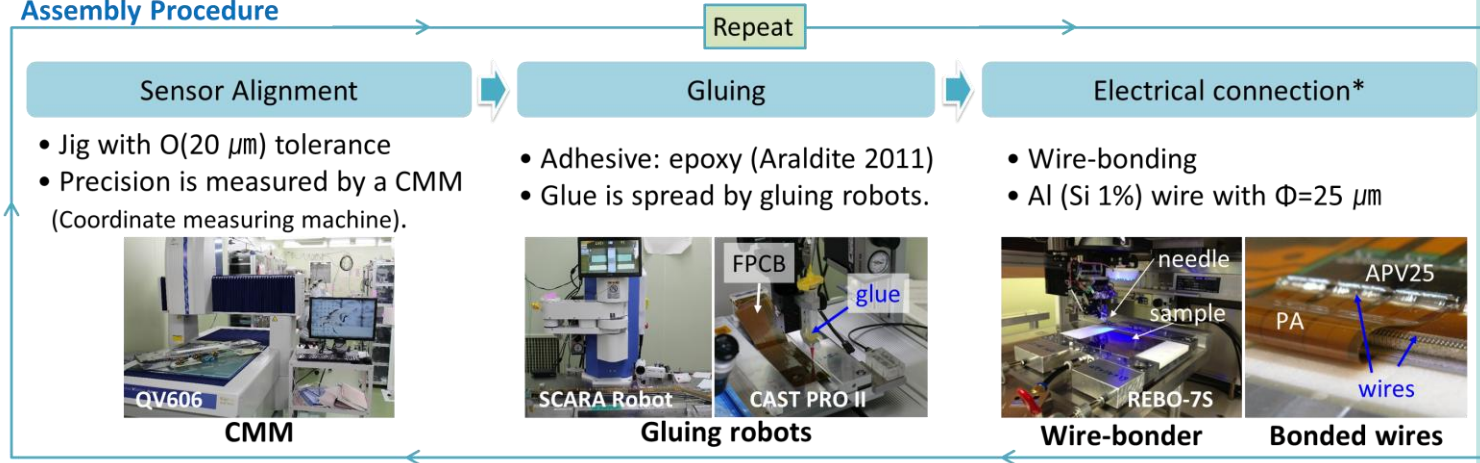 Assembly Procedure
Repeat
Sensor Alignment
Gluing
Electrical connection*
• Jig with O(20 ㎛) tolerance
• Precision is measured by a CMM
(Coordinate measuring machine).
• Adhesive: epoxy (Araldite 2011)
• Glue is spread by gluing robots.
• Wire-bonding
• Al (Si 1%) wire with Φ=25 ㎛
QV606
CMM
FPCB
glue
SCARA Robot
CAST PRO II
Gluing robots
needle
sample
REBO-7S
Wire-bonder
APV25
PA
wires
Bonded wires